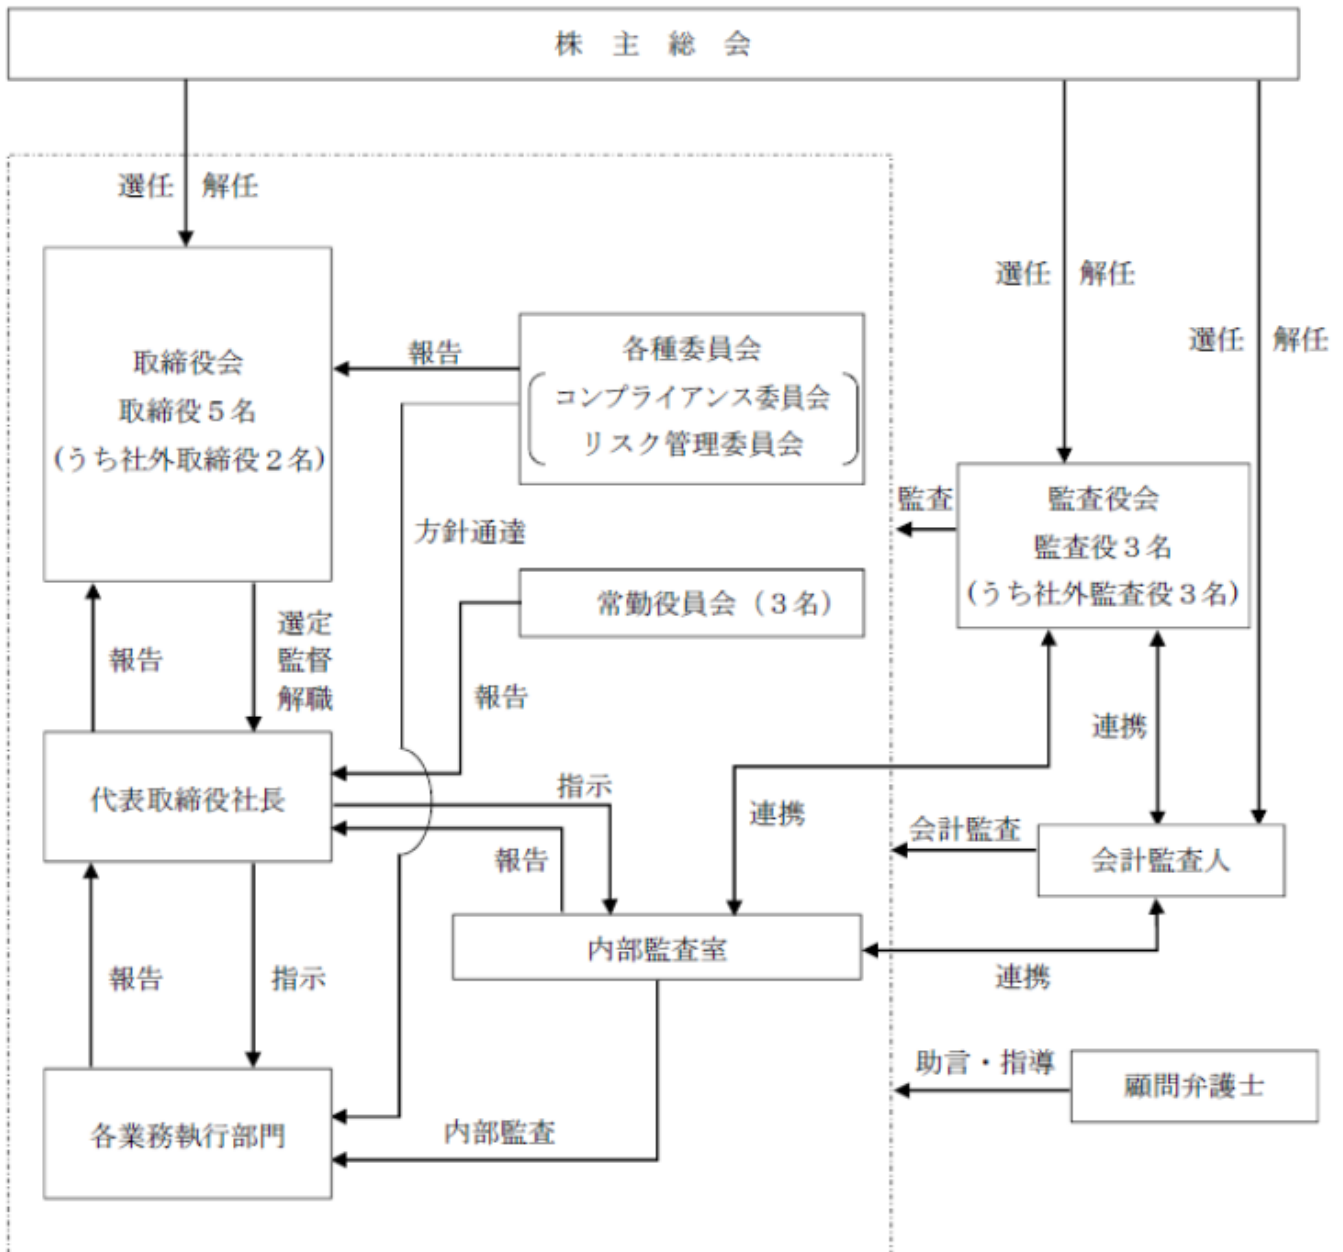 株 主 総 会
選任 解任
選任 解任
選任 解任
取締役会
取締役５名
(うち社外取締役２名)
報告
各種委員会
コンプライアンス委員会
リスク管理委員会
方針通達
監査
監査役会
監査役３名
(うち社外監査役３名)
常勤役員会（３名）
報告
選定
監督
解職
報告
連携
代表取締役社長
指示
報告
連携
会計監査
会計監査人
内部監査室
報告
指示
連携
助言・指導
顧問弁護士
各業務執行部門
内部監査